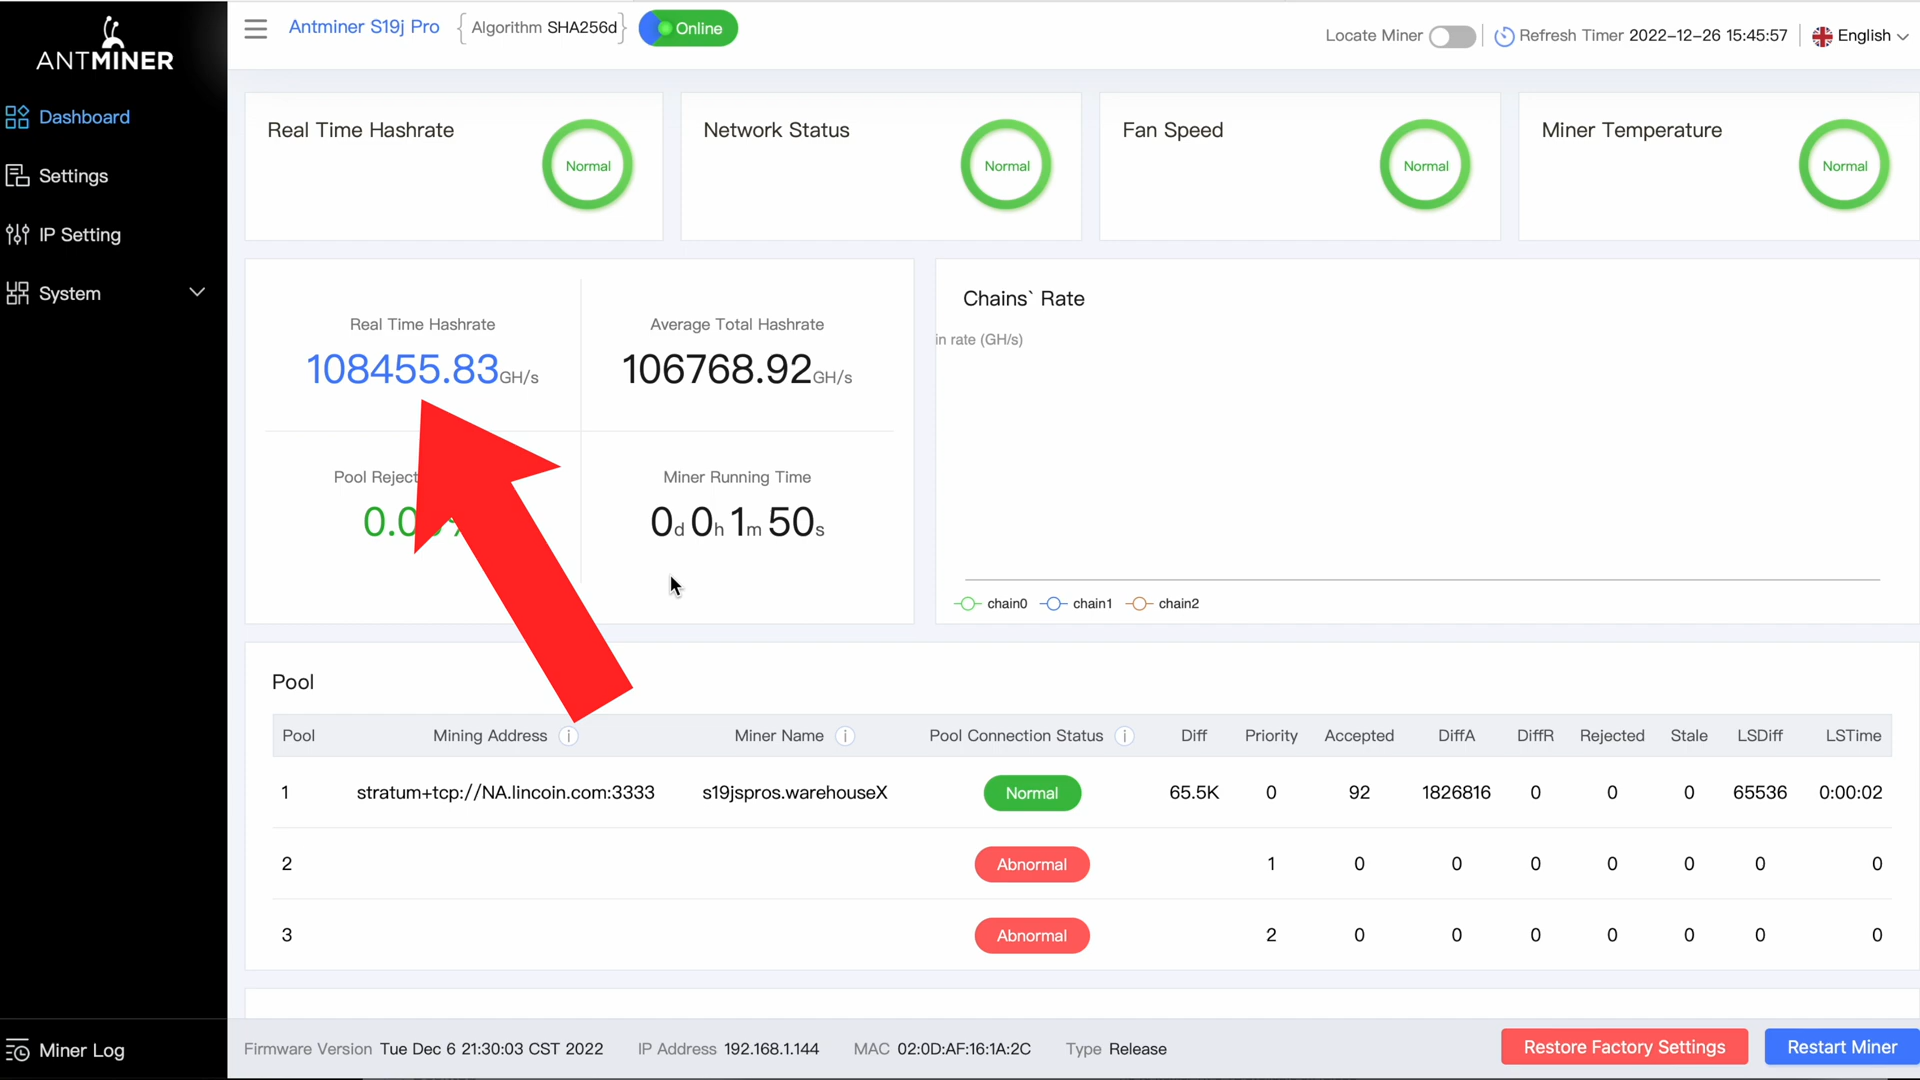 ANTMINER
Antminer S19j Pro
Algorithm SHA256d
Online
Locate Miner
Refresh Timer 2022-12-26 15:45:57
English
Dashboard
Settings
IP Setting
System
Real Time Hashrate
Normal
Network Status
Normal
Fan Speed
Normal
Miner Temperature
Normal
Real Time Hashrate
108455.83GH/s
Average Total Hashrate
106768.92GH/s
Pool Reject
0.0
Miner Running Time
0d 0h 1m 50s
Chains` Rate
in rate (GH/s)
chain0 chain1 chain2
Pool
Pool Mining Address i Miner Name i Pool Connection Status i Diff Priority Accepted DiffA DiffR Rejected Stale LSDiff LSTime
1 stratum+tcp://NA.lincoin.com:3333 s19jspros.warehouseX Normal 65.5K 0 92 1826816 0 0 0 65536 0:00:02
2 Abnormal 1 0 0 0 0 0 0 0
3 Abnormal 2 0 0 0 0 0 0 0
Miner Log
Firmware Version Tue Dec 6 21:30:03 CST 2022 IP Address 192.168.1.144 MAC 02:0D:AF:16:1A:2C Type Release
Restore Factory Settings
Restart Miner